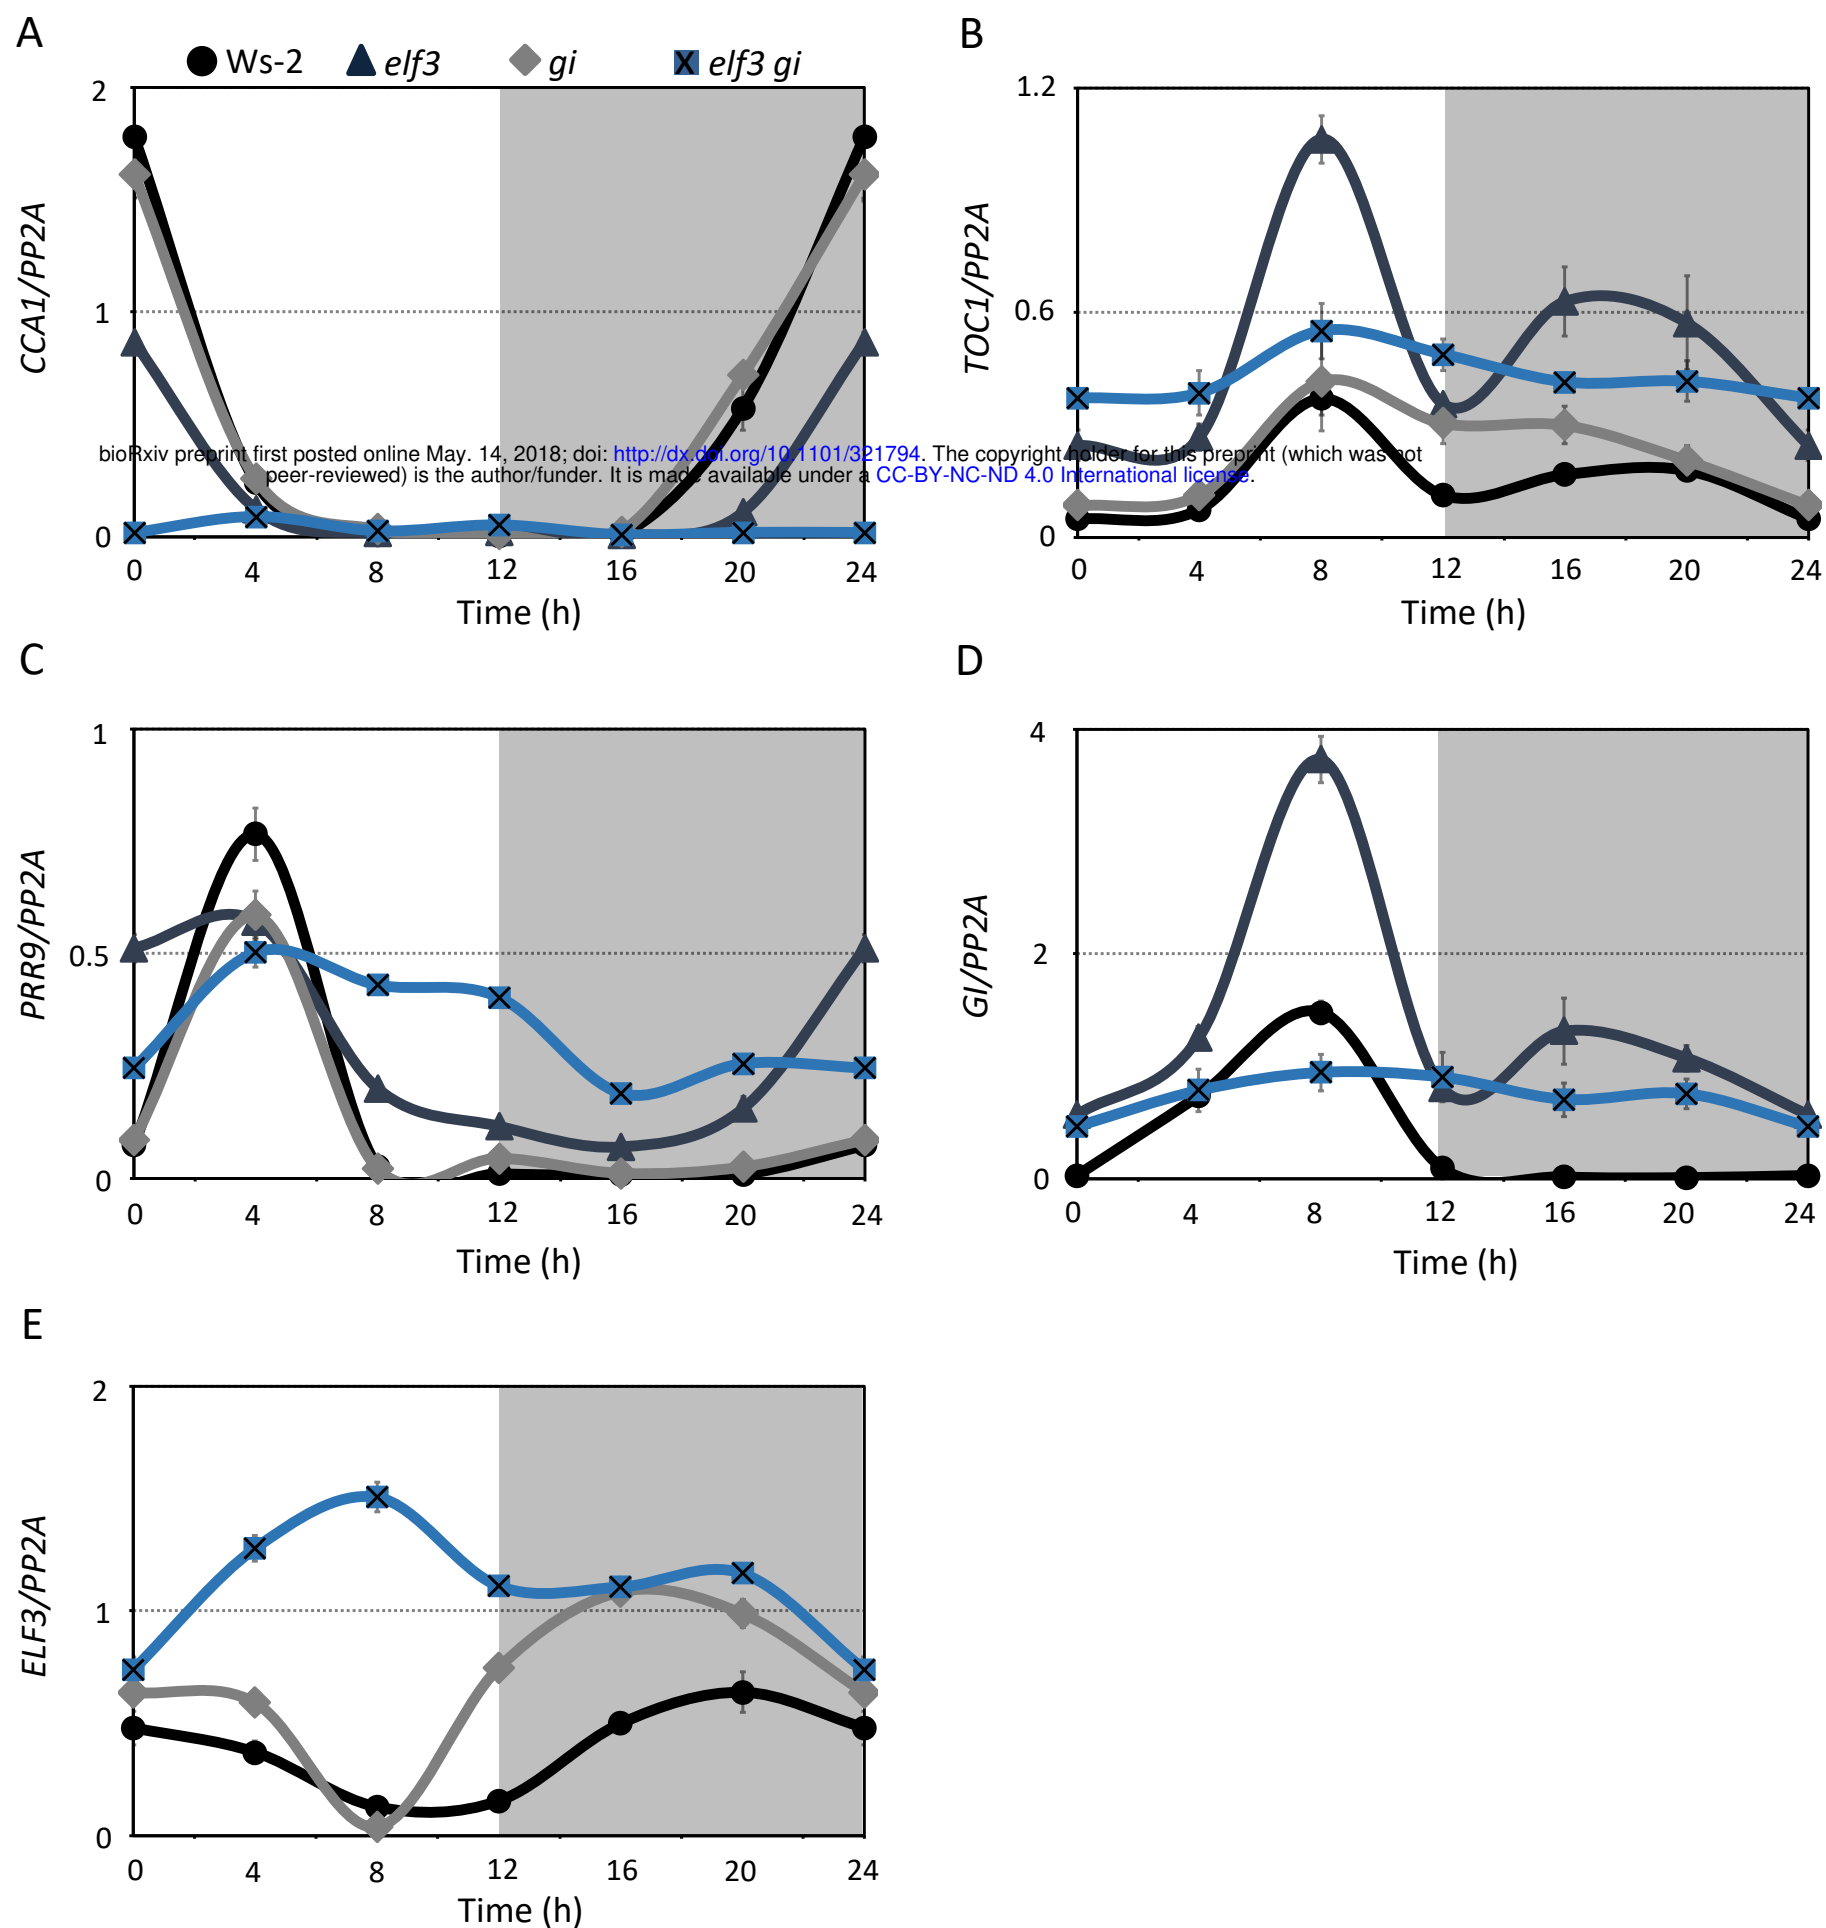 A
B
Ws-2 elf3 gi elf3 gi
2
1
0
CCA1/PP2A
0 4 8 12 16 20 24
Time (h)
1.2
0.6
0
TOC1/PP2A
0 4 8 12 16 20 24
Time (h)
bioRxiv preprint first posted online May. 14, 2018; doi: http://dx.doi.org/10.1101/321794. The copyright holder for this preprint (which was not
peer-reviewed) is the author/funder. It is made available under a CC-BY-NC-ND 4.0 International license.
C
1
0.5
0
PRR9/PP2A
0 4 8 12 16 20 24
Time (h)
D
4
2
0
GI/PP2A
0 4 8 12 16 20 24
Time (h)
E
2
1
0
ELF3/PP2A
0 4 8 12 16 20 24
Time (h)